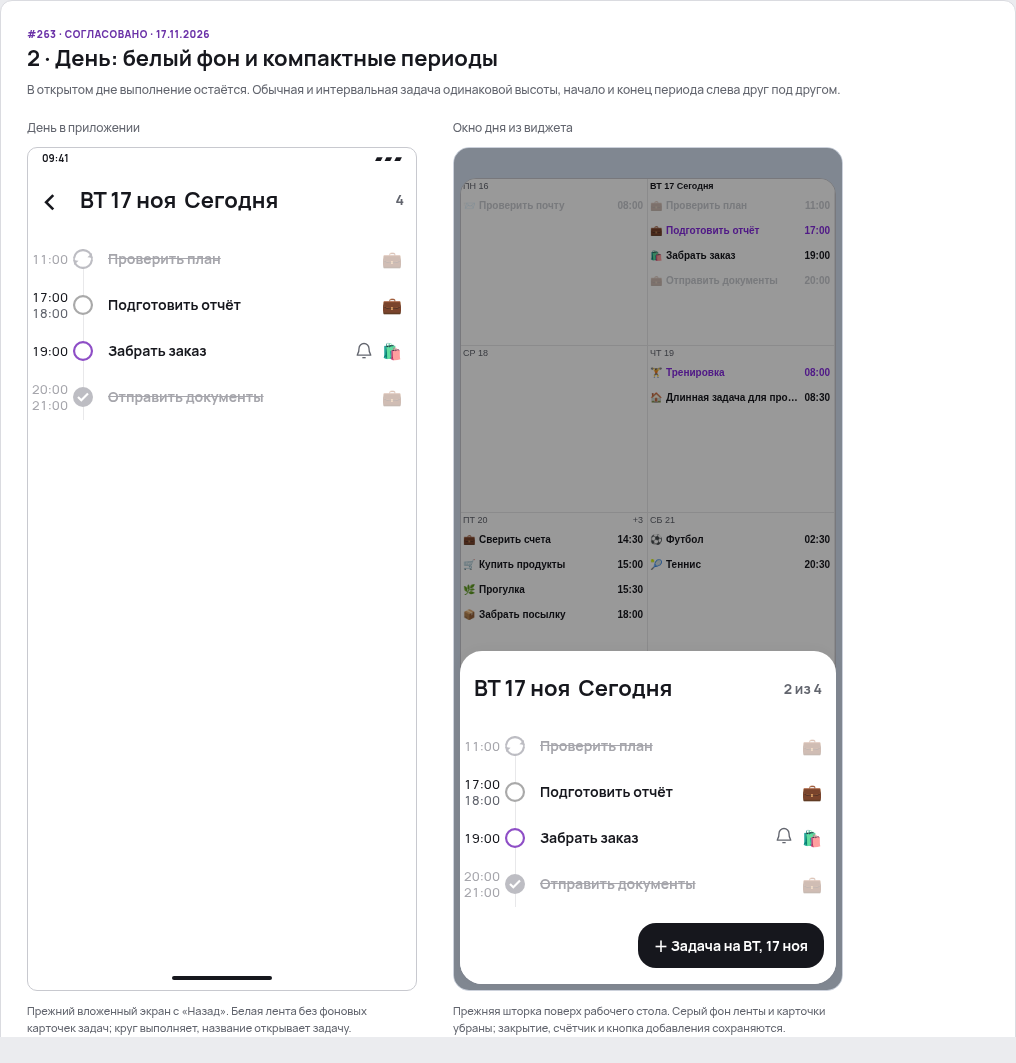 #263 · СОГЛАСОВАНО · 17.11.2026
2 · День: белый фон и компактные периоды
В открытом дне выполнение остаётся. Обычная и интервальная задача одинаковой высоты, начало и конец периода слева друг под другом.
День в приложении
09:41
ВТ 17 ноя Сегодня
4
11:00 Проверить план
17:00
18:00
Подготовить отчёт
19:00 Забрать заказ
20:00
21:00
Отправить документы
Прежний вложенный экран с «Назад». Белая лента без фоновых
карточек задач; круг выполняет, название открывает задачу.
Окно дня из виджета
ПН 16
Проверить почту 08:00
ВТ 17 Сегодня
Проверить план 11:00
Подготовить отчёт 17:00
Забрать заказ 19:00
Отправить документы 20:00
СР 18
ЧТ 19
Тренировка 08:00
Длинная задача для про... 08:30
ПТ 20 +3
Сверить счета 14:30
Купить продукты 15:00
Прогулка 15:30
Забрать посылку 18:00
СБ 21
Футбол 02:30
Теннис 20:30
ВТ 17 ноя Сегодня
2 из 4
11:00 Проверить план
17:00
18:00
Подготовить отчёт
19:00 Забрать заказ
20:00
21:00
Отправить документы
+ Задача на ВТ, 17 ноя
Прежняя шторка поверх рабочего стола. Серый фон ленты и карточки
убраны; закрытие, счётчик и кнопка добавления сохраняются.